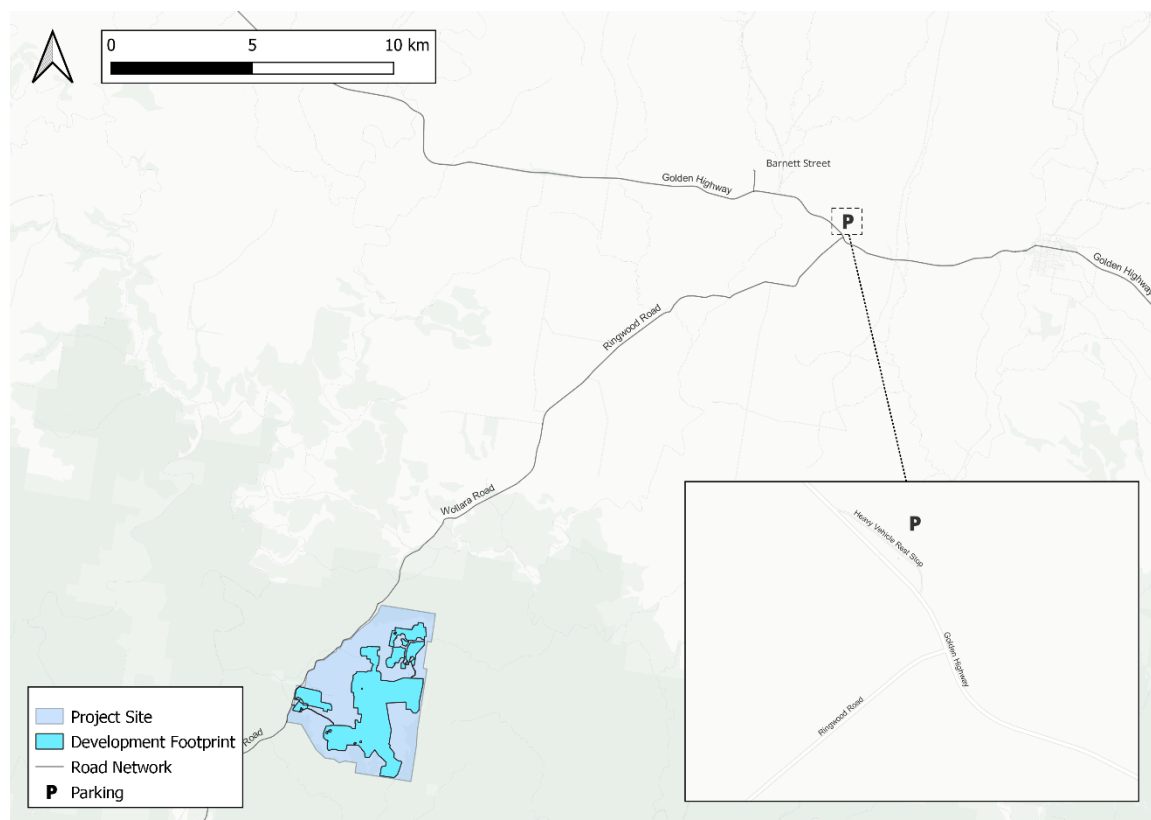 0 5 10 km
Barnett Street
Golden Highway
P
Golden Highway
Ringwood Road
Wollara Road
P
Heavy Vehicle Rest Stop
Golden Highway
Ringwood Road
Road
Project Site
Development Footprint
Road Network
P Parking